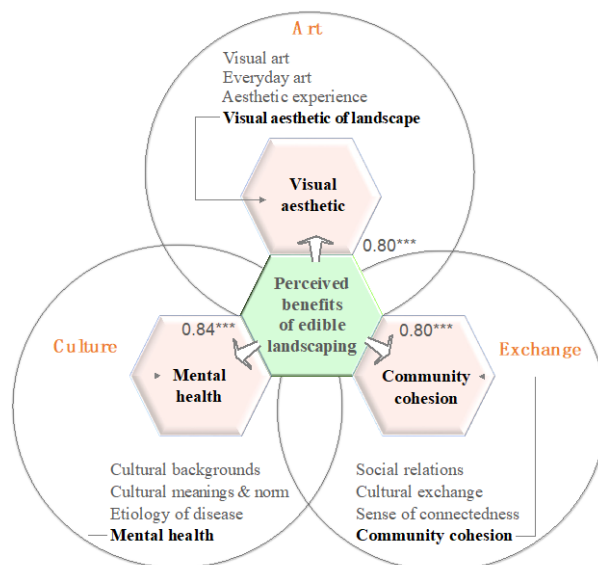 Art
Visual art
Everyday art
Aesthetic experience
Visual aesthetic of landscape
Visual
aesthetic
0.80***
Perceived
benefits
of edible
landscaping
0.84***
0.80***
Culture
Exchange
Mental
health
Community
cohesion
Cultural backgrounds
Cultural meanings & norm
Etiology of disease
Mental health
Social relations
Cultural exchange
Sense of connectedness
Community cohesion